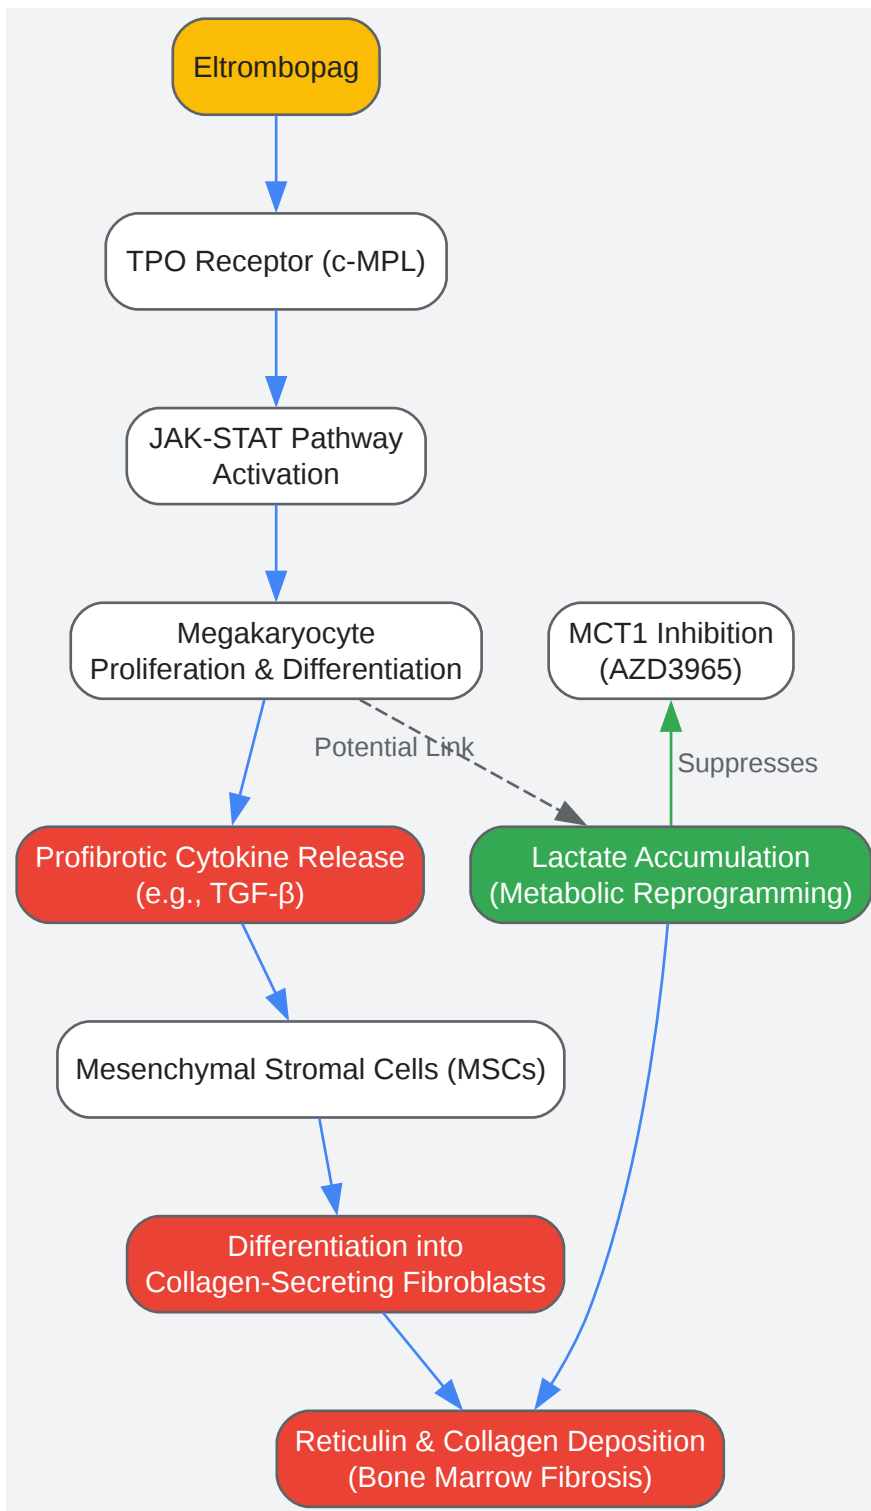 Eltrombopag
TPO Receptor (c-MPL)
JAK-STAT Pathway
Activation
Megakaryocyte
Proliferation & Differentiation
MCT1 Inhibition
(AZD3965)
Potential Link
Suppresses
Profibrotic Cytokine Release
(e.g., TGF-β)
Lactate Accumulation
(Metabolic Reprogramming)
Mesenchymal Stromal Cells (MSCs)
Differentiation into
Collagen-Secreting Fibroblasts
Reticulin & Collagen Deposition
(Bone Marrow Fibrosis)